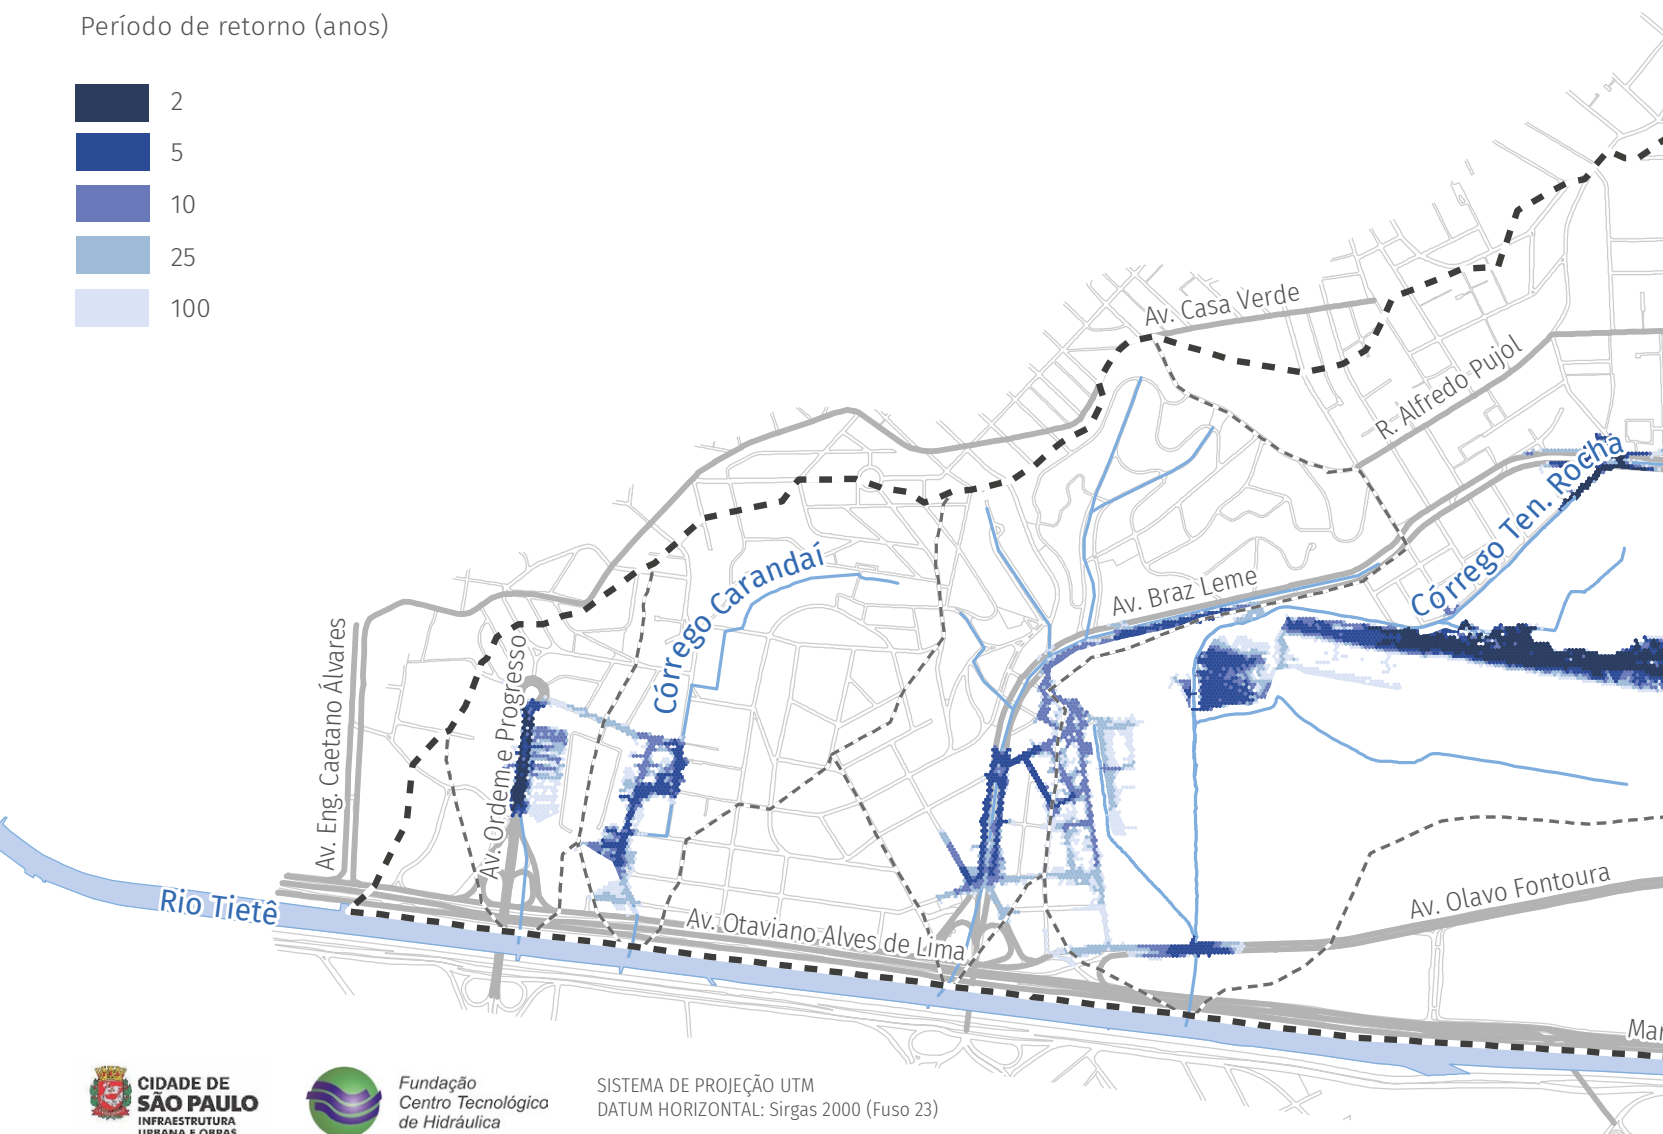 Período de retorno (anos)
2
5
10
25
100
Av. Casa Verde
R. Alfredo Pujol
Córrego Ten. Rocha
Av. Braz Leme
Córrego Carandaí
Av. Eng. Caetano Álvares
Av. Ordem e Progresso
Rio Tietê
Av. Otaviano Alves de Lima
Av. Olavo Fontoura
Mar
CIDADE DE
SÃO PAULO
INFRAESTRUTURA
URBANA E OBRAS
Fundação
Centro Tecnológico
de Hidráulica
SISTEMA DE PROJEÇÃO UTM
DATUM HORIZONTAL: Sirgas 2000 (Fuso 23)